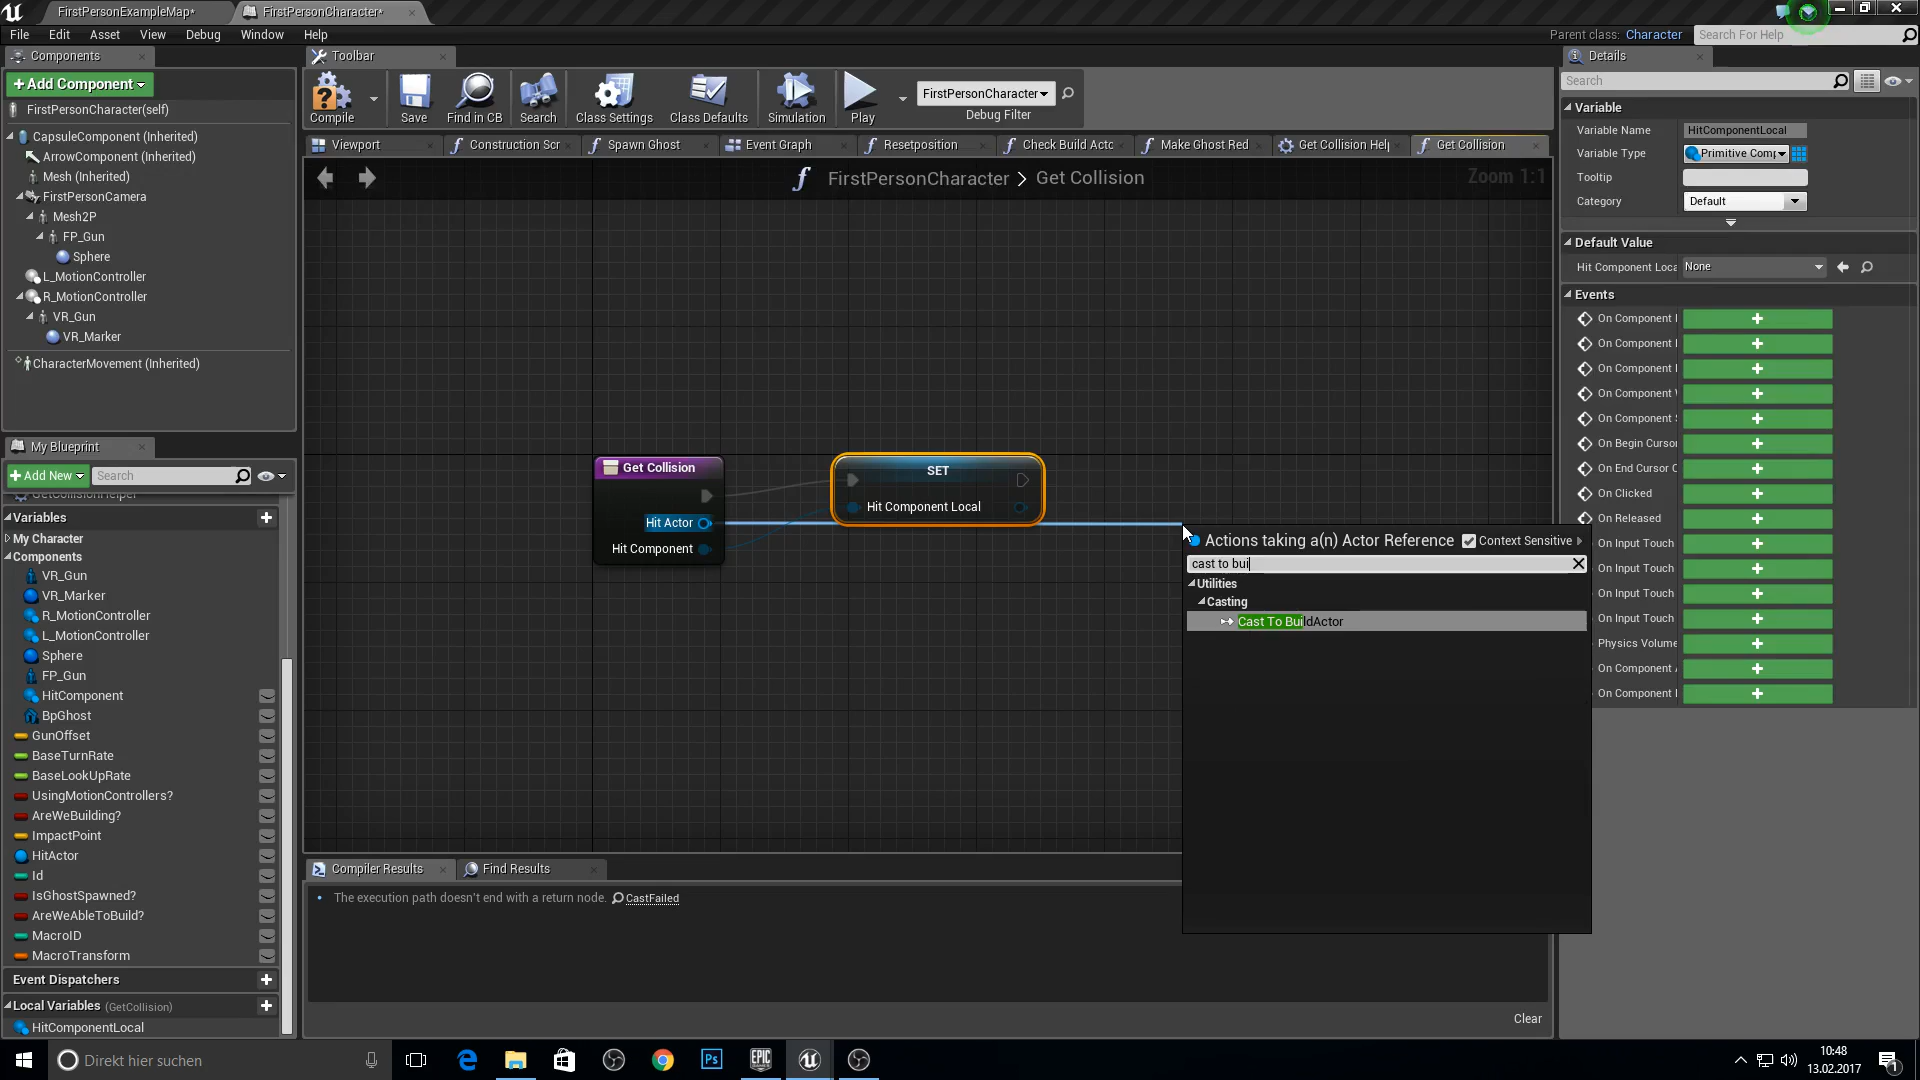 FirstPersonExampleMap*
FirstPersonCharacter*
File Edit Asset View Debug Window Help
Parent class: Character
Search For Help
Components
Toolbar
Details
+Add Component
FirstPersonCharacter(self)
CapsuleComponent (Inherited)
ArrowComponent (Inherited)
Mesh (Inherited)
FirstPersonCamera
Mesh2P
FP_Gun
Sphere
L_MotionController
R_MotionController
VR_Gun
VR_Marker
CharacterMovement (Inherited)
Compile
Save
Find in CB
Search
Class Settings
Class Defaults
Simulation
Play
FirstPersonCharacter
Debug Filter
Viewport
Construction Scr
Spawn Ghost
Event Graph
Resetposition
Check Build Actc
Make Ghost Red
Get Collision Hel
Get Collision
FirstPersonCharacter > Get Collision
Zoom 1:1
Get Collision
Hit Actor
Hit Component
SET
Hit Component Local
Actions taking a(n) Actor Reference
Context Sensitive
cast to bui
Utilities
Casting
Cast To BuildActor
Search
Variable
Variable Name HitComponentLocal
Variable Type Primitive Comp
Tooltip
Category Default
Default Value
Hit Component Loca None
Events
On Component
On Component
On Component
On Component
On Component
On Begin Cursor
On End Cursor
On Clicked
On Released
On Input Touch
On Input Touch
On Input Touch
On Input Touch
Physics Volume
On Component
On Component
My Blueprint
+Add New
Search
GetCollisionHelper
Variables
My Character
Components
VR_Gun
VR_Marker
R_MotionController
L_MotionController
Sphere
FP_Gun
HitComponent
BpGhost
GunOffset
BaseTurnRate
BaseLookUpRate
UsingMotionControllers?
AreWeBuilding?
ImpactPoint
HitActor
Id
IsGhostSpawned?
AreWeAbleToBuild?
MacroID
MacroTransform
Event Dispatchers
Local Variables (GetCollision)
HitComponentLocal
Compiler Results
Find Results
The execution path doesn't end with a return node. CastFailed
Clear
Direkt hier suchen
Ps
EPIC GAMES
10:48
13.02.2017
1